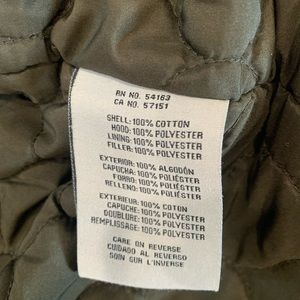 RN NO. 54163
CA NO. 57151
SHELL: 100% COTTON
HOOD: 100% POLYESTER
LINING: 100% POLYESTER
FILLER: 100% POLYESTER
EXTERIOR: 100% ALGODÓN
CAPUCHA: 100% POLIÉSTER
FORRO: 100% POLIÉSTER
RELLENO: 100% POLIÉSTER
EXTÉRIEUR: 100% COTON
CAPUCHE: 100% POLYESTER
DOUBLURE: 100% POLYESTER
REMPLISSAGE: 100% POLYESTER
CARE ON REVERSE
CUIDADO AL REVERSO
SOIN SUR L'INVERSE